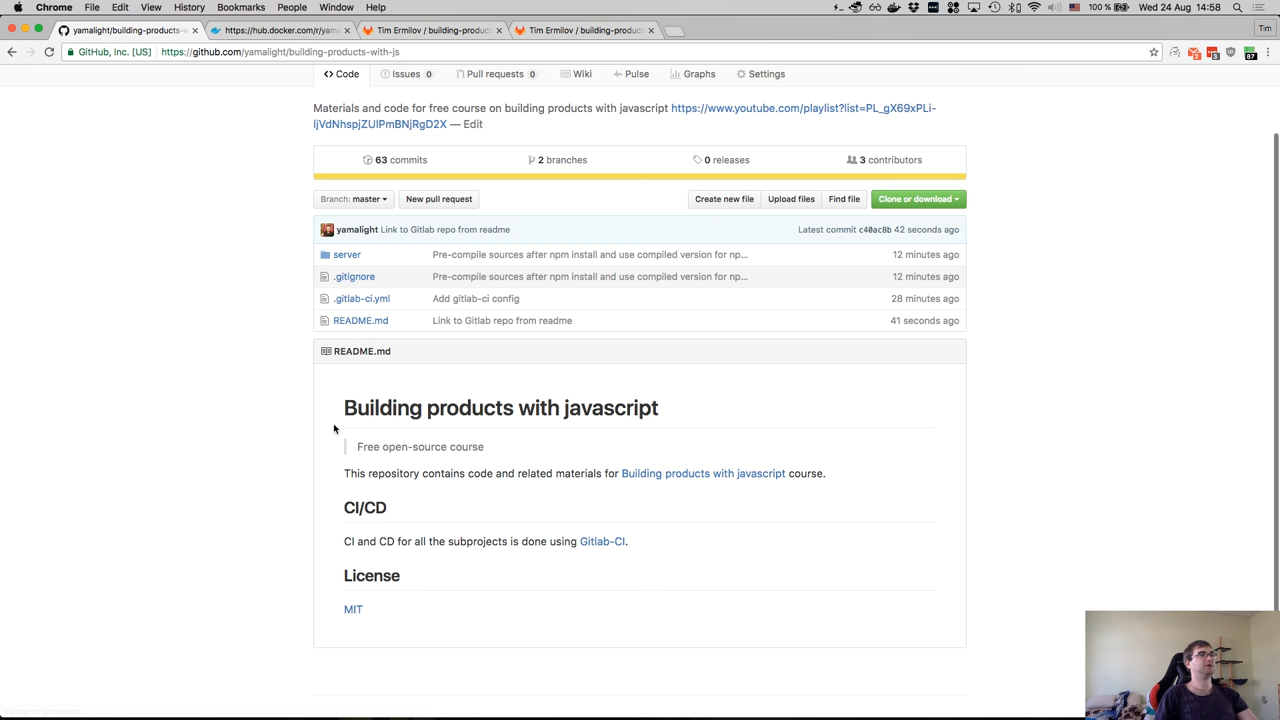 Chrome File Edit View History Bookmarks People Window Help 100 % Wed 24 Aug 14:58
yamalight/building-products-w × https://hub.docker.com/r/yam × Tim Ermilov / building-produc × Tim Ermilov / building-produc × Tim
GitHub, Inc. [US] https://github.com/yamalight/building-products-with-js 3 87
Code Issues 0 Pull requests 0 Wiki Pulse Graphs Settings
Materials and code for free course on building products with javascript https://www.youtube.com/playlist?list=PL_gX69xPLi-
ljVdNhspjZUlPmBNjRgD2X — Edit
63 commits 2 branches 0 releases 3 contributors
Branch: master New pull request Create new file Upload files Find file Clone or download
yamalight Link to Gitlab repo from readme Latest commit c40ac8b 42 seconds ago
server Pre-compile sources after npm install and use compiled version for np... 12 minutes ago
.gitignore Pre-compile sources after npm install and use compiled version for np... 12 minutes ago
.gitlab-ci.yml Add gitlab-ci config 28 minutes ago
README.md Link to Gitlab repo from readme 41 seconds ago
README.md
Building products with javascript
Free open-source course
This repository contains code and related materials for Building products with javascript course.
CI/CD
CI and CD for all the subprojects is done using Gitlab-CI.
License
MIT
Waiting for github.com...